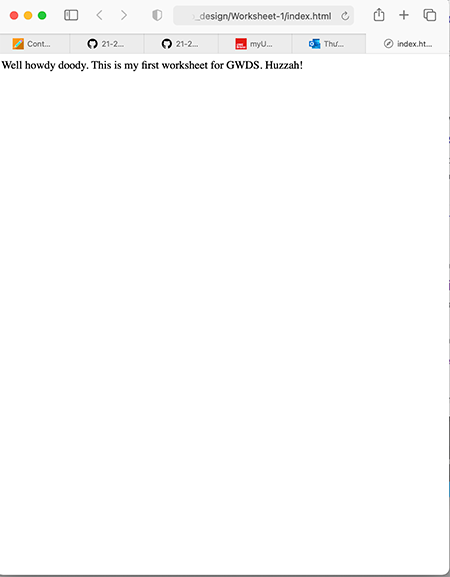 _design/Worksheet-1/index.html
Cont...
21-2...
21-2...
myU...
Thư...
index.ht...
Well howdy doody. This is my first worksheet for GWDS. Huzzah!